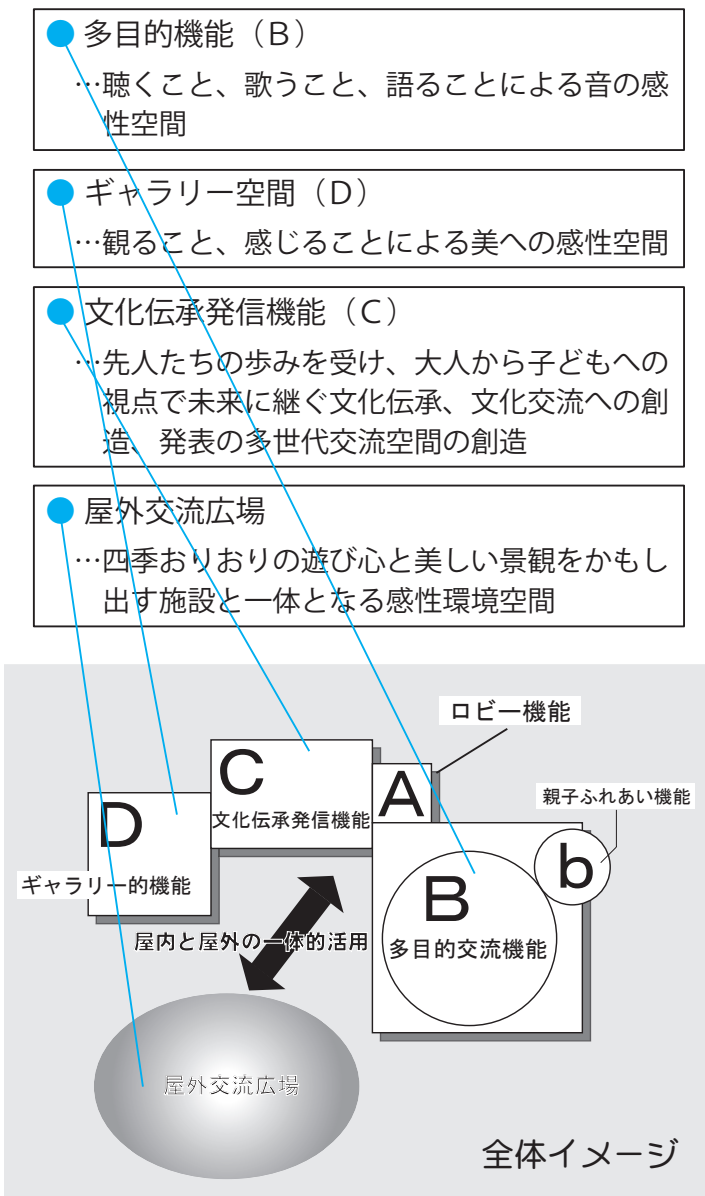 多目的機能（B）
…聴くこと、歌うこと、語ることによる音の感
性空間
ギャラリー空間（D）
…観ること、感じることによる美への感性空間
文化伝承発信機能（C）
…先人たちの歩みを受け、大人から子どもへの
視点で未来に継ぐ文化伝承、文化交流への創
造、発表の多世代交流空間の創造
屋外交流広場
…四季おりおりの遊び心と美しい景観をかもし
出す施設と一体となる感性環境空間
ロビー機能
C
文化伝承発信機能
A
親子ふれあい機能
D
ギャラリー的機能
b
B
多目的交流機能
屋内と屋外の一体的活用
屋外交流広場
全体イメージ